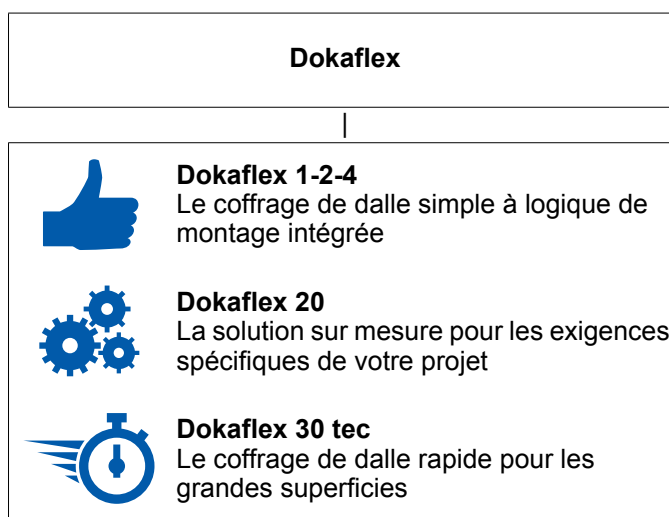 Dokaflex
Dokaflex 1-2-4
Le coffrage de dalle simple à logique de
montage intégrée
Dokaflex 20
La solution sur mesure pour les exigences
spécifiques de votre projet
Dokaflex 30 tec
Le coffrage de dalle rapide pour les
grandes superficies